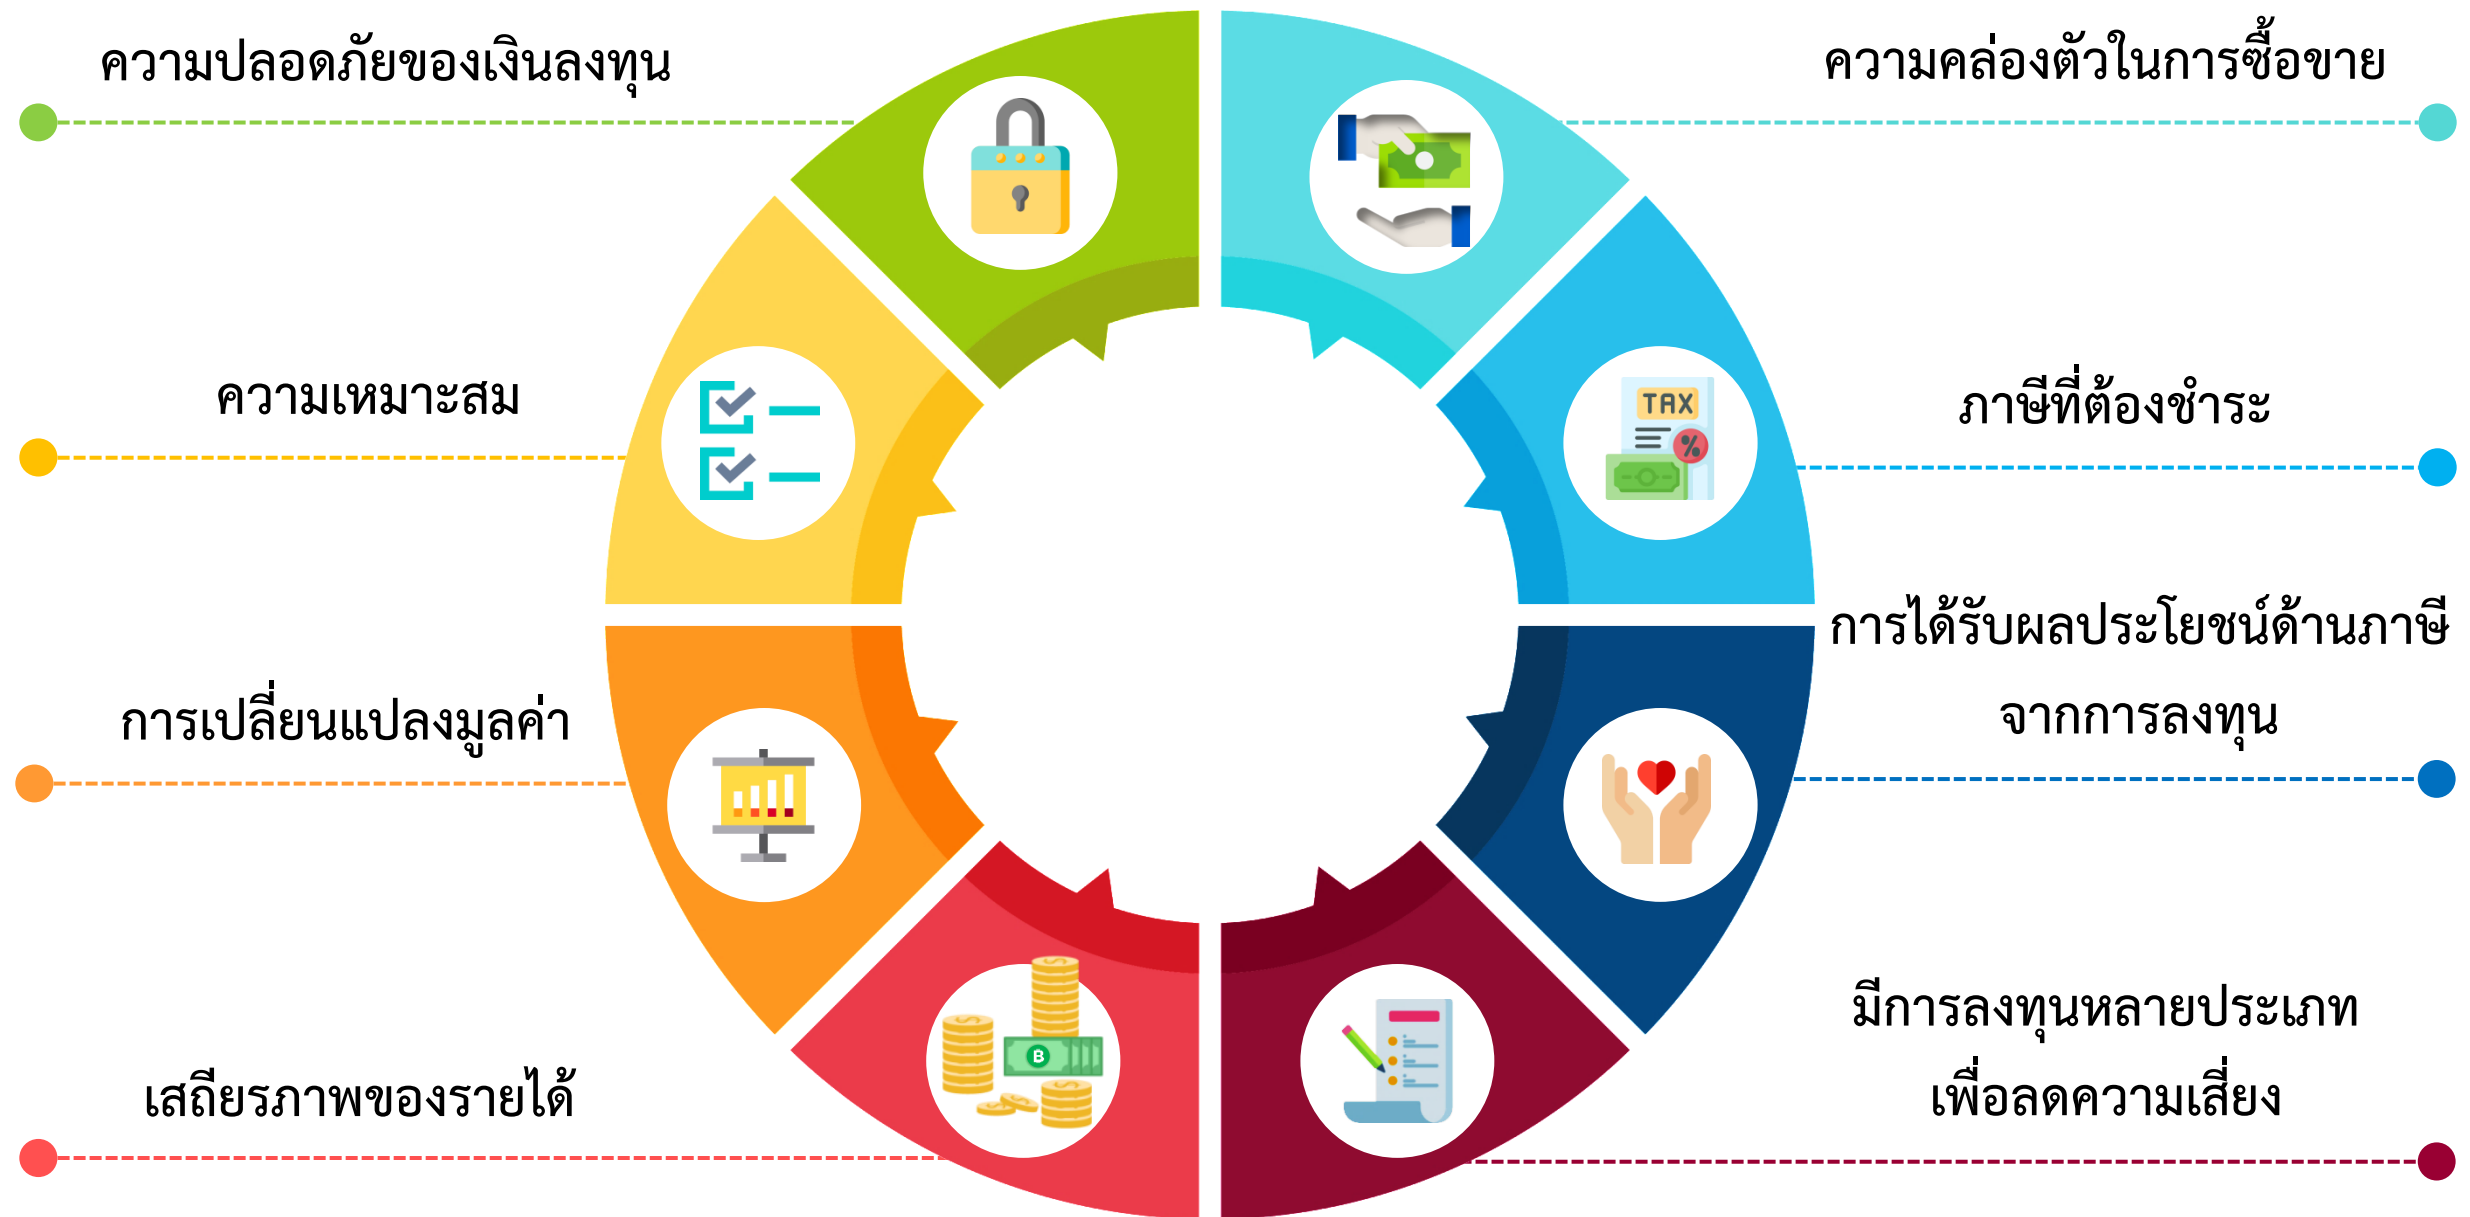 ความปลอดภัยของเงินลงทุน
ความเหมาะสม
การเปลี่ยนแปลงมูลค่า
เสถียรภาพของรายได้
ความคล่องตัวในการซื้อขาย
TAX
%
ภาษีที่ต้องชำระ
การได้รับผลประโยชน์ด้านภาษี
จากการลงทุน
B
มีการลงทุนหลายประเภท
เพื่อลดความเสี่ยง